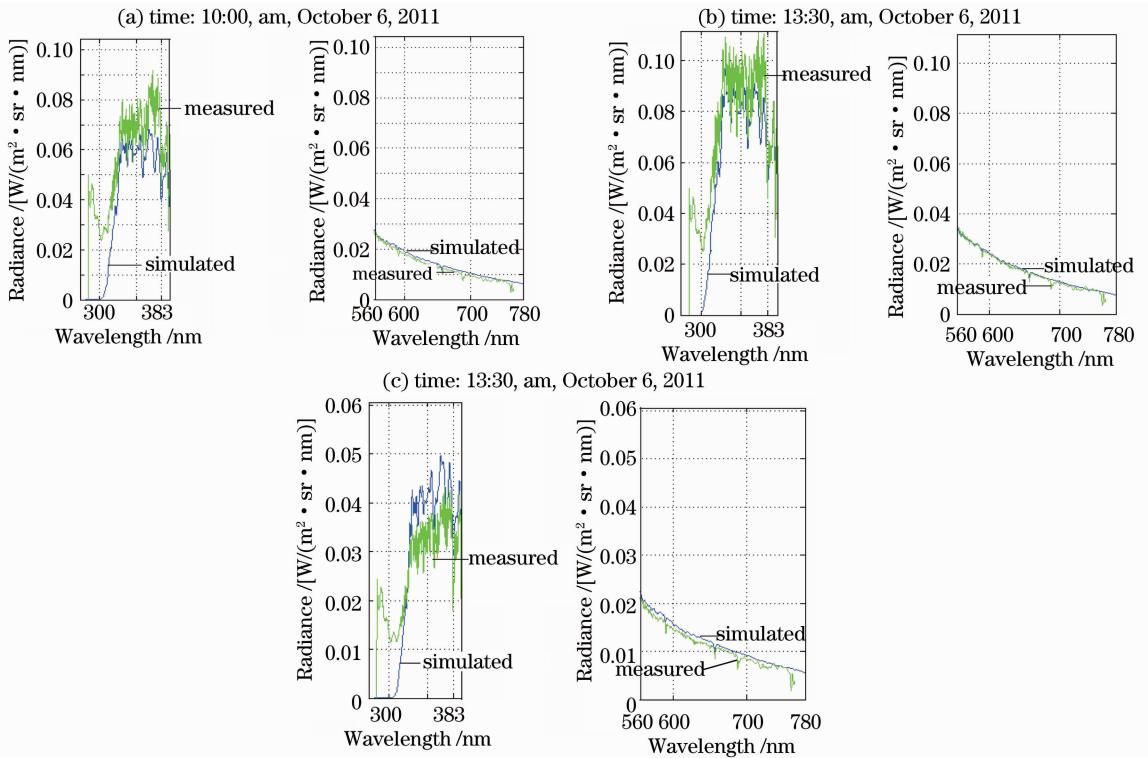 (a) time: 10:00, am, October 6, 2011
Radiance /[W/(m² • sr • nm)]
0.10
0.08
0.06
0.04
0.02
0
measured
simulated
300 383
Wavelength /nm
Radiance /[W/(m² • sr • nm)]
0.10
0.08
0.06
0.04
0.02
0
simulated
measured
560 600 700 780
Wavelength /nm
(b) time: 13:30, am, October 6, 2011
Radiance /[W/(m² • sr • nm)]
0.10
0.08
0.06
0.04
0.02
0
measured
simulated
300 383
Wavelength /nm
Radiance /[W/(m² • sr • nm)]
0.10
0.08
0.06
0.04
0.02
0
simulated
measured
560 600 700 780
Wavelength /nm
(c) time: 13:30, am, October 6, 2011
Radiance /[W/(m² • sr • nm)]
0.06
0.05
0.04
0.03
0.02
0.01
0
measured
simulated
300 383
Wavelength /nm
Radiance /[W/(m² • sr • nm)]
0.06
0.05
0.04
0.03
0.02
0.01
0
simulated
measured
560 600 700 780
Wavelength /nm